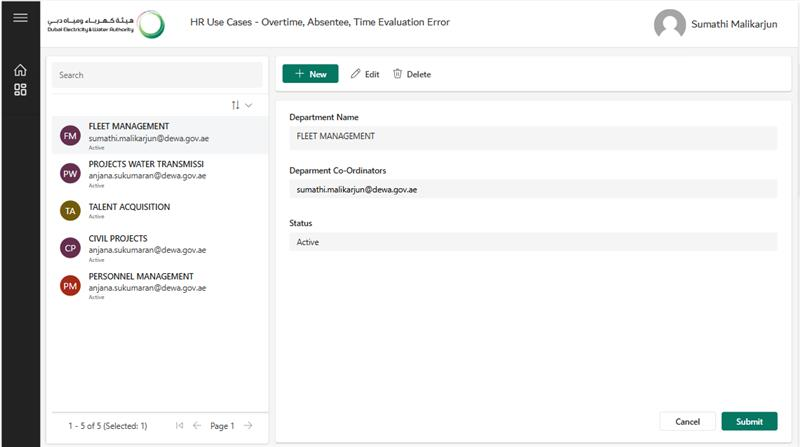 هيئة كهرباء ومياه دبي
Dubai Electricity & Water Authority
HR Use Cases - Overtime, Absentee, Time Evaluation Error
Sumathi Malikarjun
Search
FM
FLEET MANAGEMENT
sumathi.malikarjun@dewa.gov.ae
Active
PW
PROJECTS WATER TRANSMISSI
anjana.sukumaran@dewa.gov.ae
Active
TA
TALENT ACQUISITION
Active
CP
CIVIL PROJECTS
anjana.sukumaran@dewa.gov.ae
Active
PM
PERSONNEL MANAGEMENT
anjana.sukumaran@dewa.gov.ae
Active
1 - 5 of 5 (Selected: 1)
Page 1
New
Edit
Delete
Department Name
FLEET MANAGEMENT
Deparment Co-Ordinators
sumathi.malikarjun@dewa.gov.ae
Status
Active
Cancel
Submit